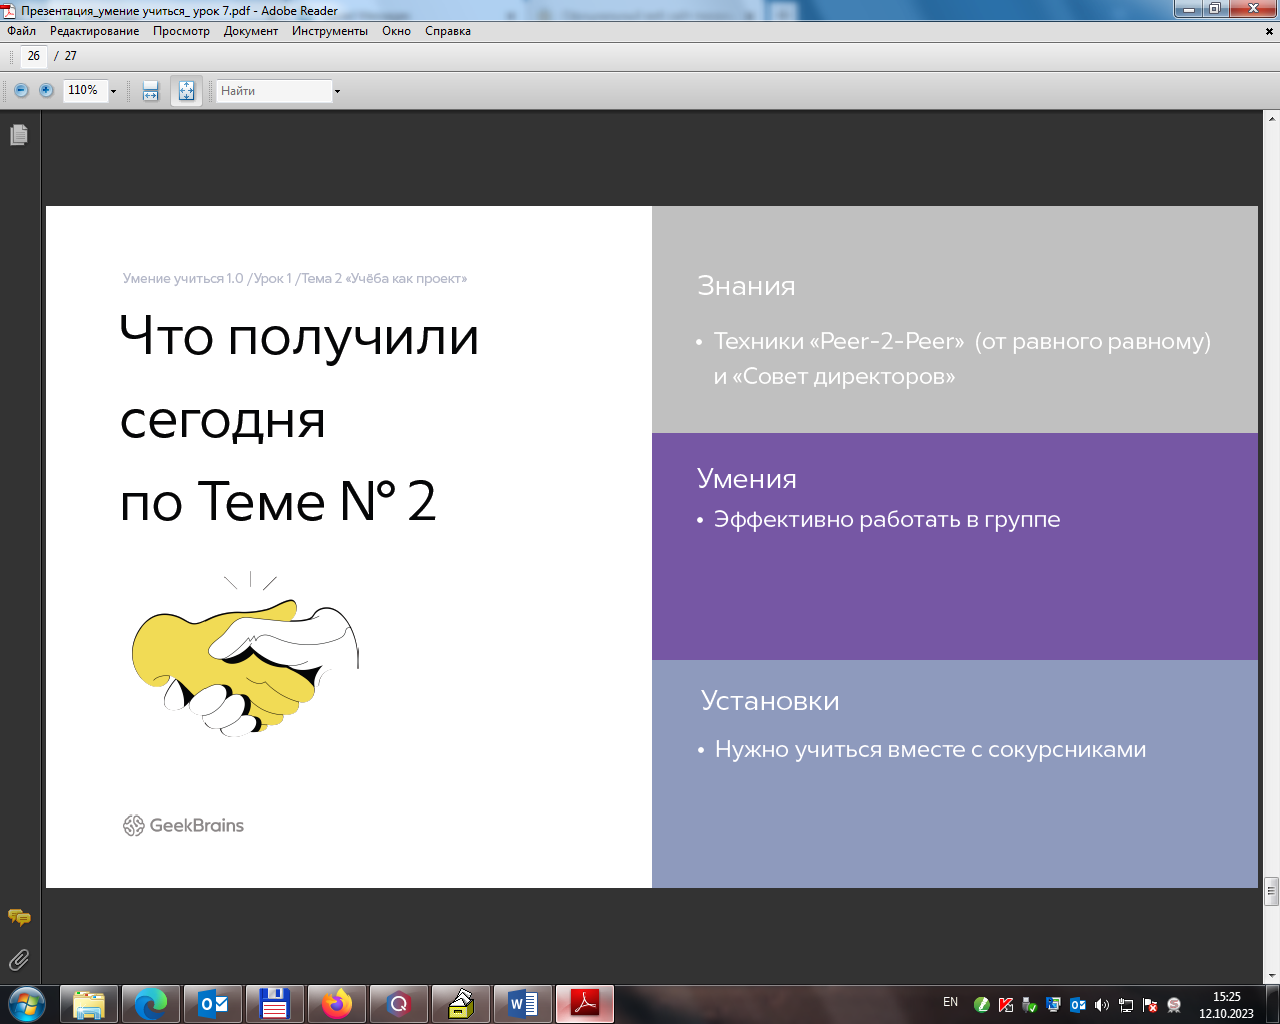 Презентация_умение учиться_ урок 7.pdf - Adobe Reader
Файл Редактирование Просмотр Документ Инструменты Окно Справка
26 / 27
110% Найти
Умение учиться 1.0 /Урок 1 /Тема 2 «Учёба как проект»
Что получили
сегодня
по Теме № 2
GeekBrains
Знания
• Техники «Peer-2-Peer» (от равного равному)
и «Совет директоров»
Умения
• Эффективно работать в группе
Установки
• Нужно учиться вместе с сокурсниками
EN
15:25
12.10.2023